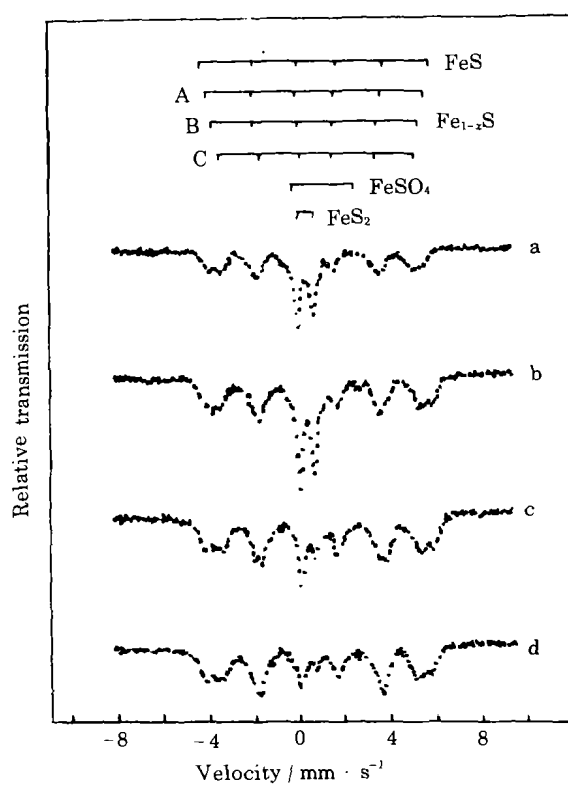 FeS
A
B Fe₁₋ₓS
C
FeSO₄
FeS₂
a
b
c
d
Relative transmission
-8 -4 0 4 8
Velocity / mm · s⁻¹